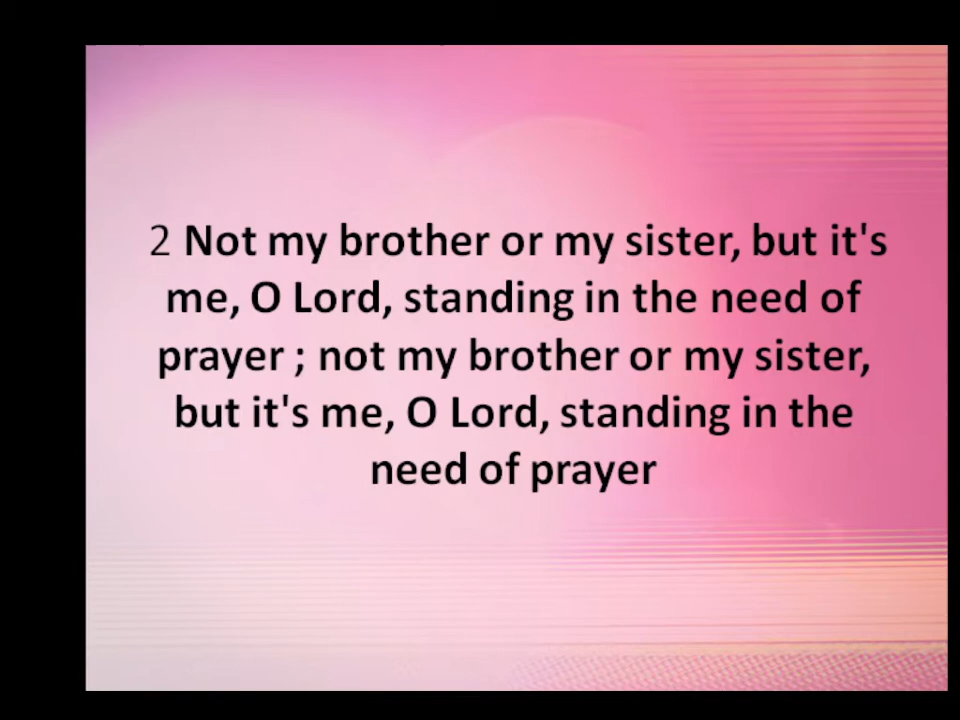 2 Not my brother or my sister, but it's
me, O Lord, standing in the need of
prayer ; not my brother or my sister,
but it's me, O Lord, standing in the
need of prayer